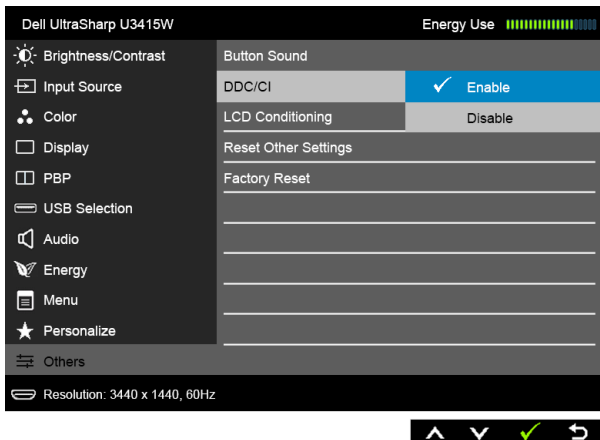 Dell UltraSharp U3415W Energy Use
Brightness/Contrast Button Sound
Input Source DDC/CI Enable
Color LCD Conditioning Disable
Display Reset Other Settings
PBP Factory Reset
USB Selection
Audio
Energy
Menu
Personalize
Others
Resolution: 3440 x 1440, 60Hz